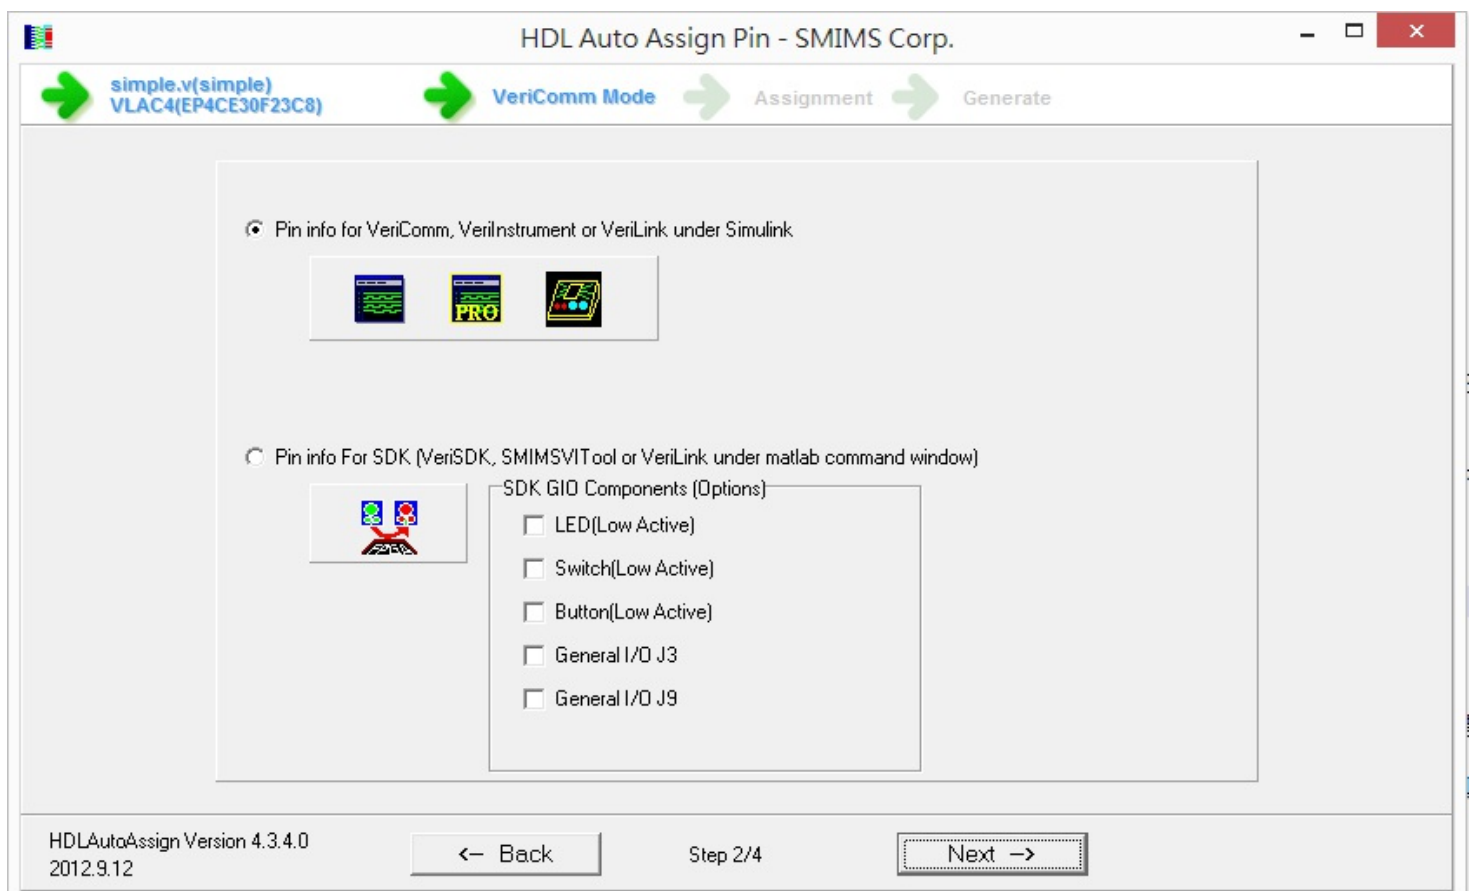 HDL Auto Assign Pin - SMIMS Corp.
simple.v(simple)
VLAC4(EP4CE30F23C8)
VeriComm Mode
Assignment
Generate
Pin info for VeriComm, VeriInstrument or VeriLink under Simulink
PRO
Pin info For SDK (VeriSDK, SMIMSVITool or VeriLink under matlab command window)
SDK GIO Components (Options)
FPGA
LED(Low Active)
Switch(Low Active)
Button(Low Active)
General I/O J3
General I/O J9
HDLAutoAssign Version 4.3.4.0
2012.9.12
<– Back
Step 2/4
Next –>